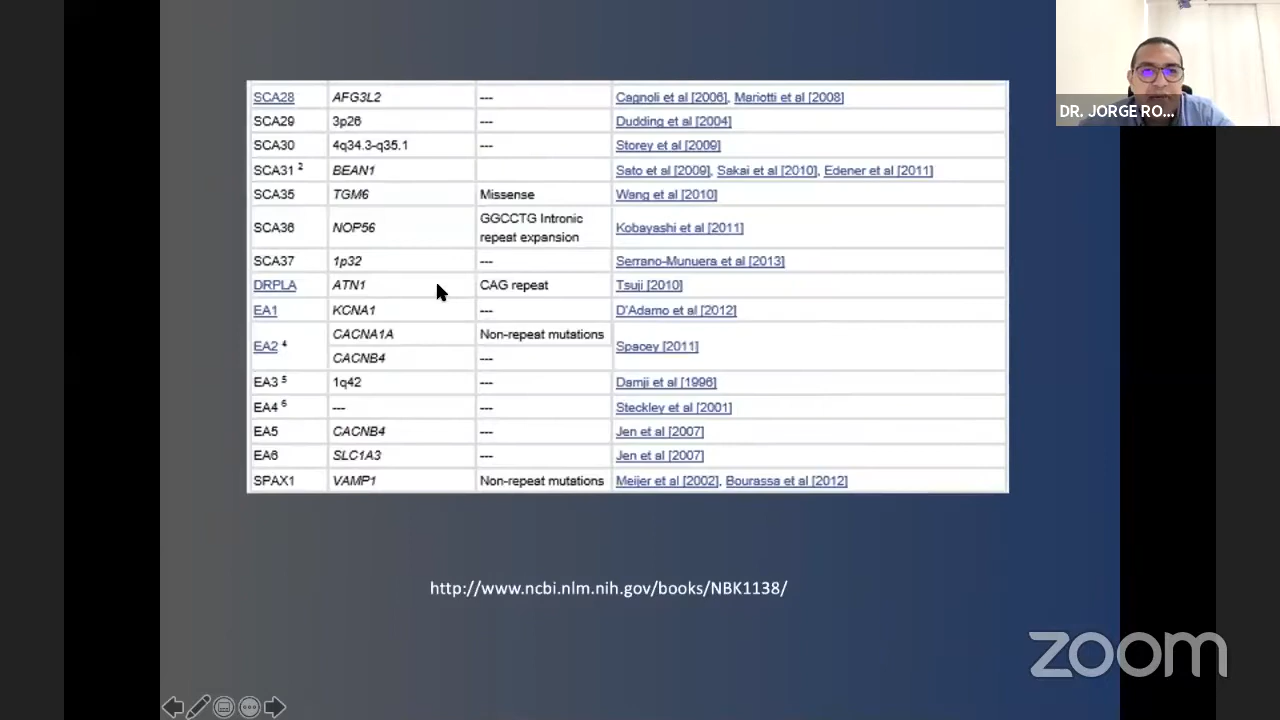 DR. JORGE RO...
SCA28 AFG3L2 --- Cagnoli et al [2006], Mariotti et al [2008]
SCA29 3p26 --- Dudding et al [2004]
SCA30 4q34.3-q35.1 --- Storey et al [2009]
SCA31 2 BEAN1 Sato et al [2009], Sakai et al [2010], Edener et al [2011]
SCA35 TGM6 Missense Wang et al [2010]
SCA36 NOP56 GGCCTG Intronic repeat expansion Kobayashi et al [2011]
SCA37 1p32 --- Serrano-Munuera et al [2013]
DRPLA ATN1 CAG repeat Tsuji [2010]
EA1 KCNA1 --- D'Adamo et al [2012]
EA2 4 CACNA1A Non-repeat mutations Spacey [2011]
CACNB4 ---
EA3 5 1q42 --- Damji et al [1996]
EA4 6 --- --- Steckley et al [2001]
EA5 CACNB4 --- Jen et al [2007]
EA6 SLC1A3 --- Jen et al [2007]
SPAX1 VAMP1 Non-repeat mutations Meijer et al [2002], Bourassa et al [2012]
http://www.ncbi.nlm.nih.gov/books/NBK1138/
zoom